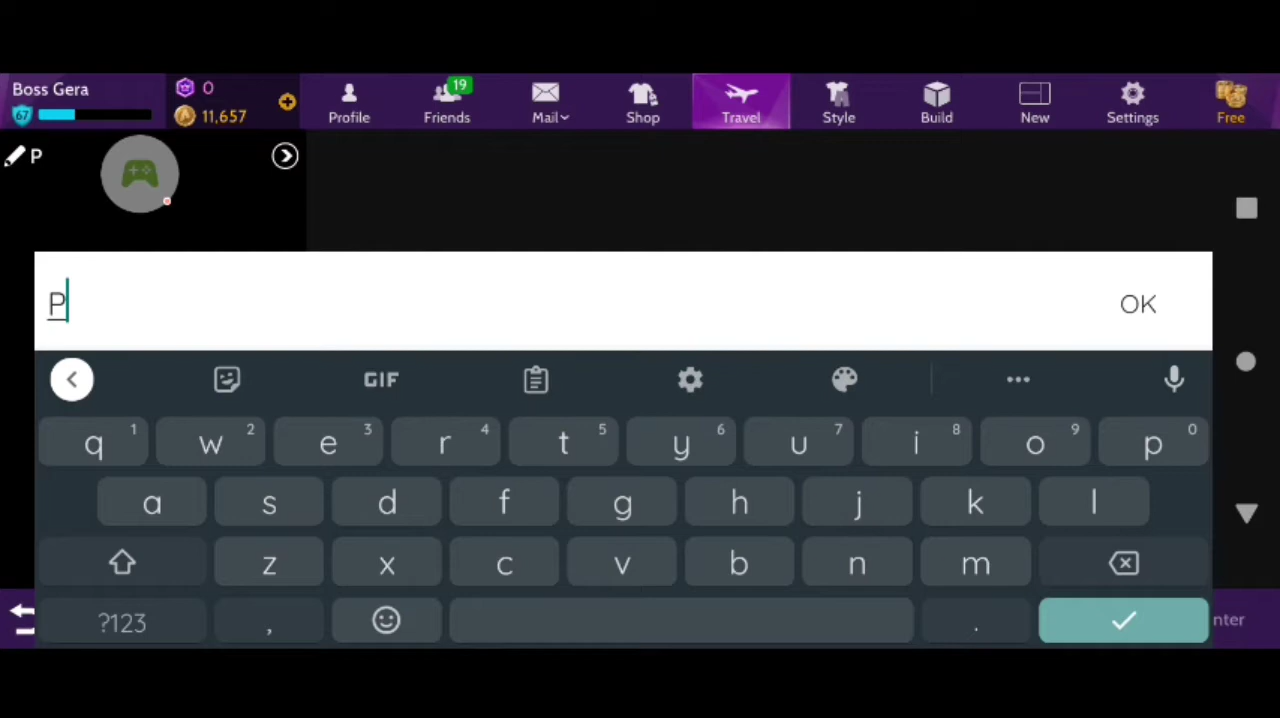 Boss Gera
67
0
11,657
Profile
19
Friends
Mail
Shop
Travel
Style
Build
New
Settings
Free
P
P
OK
GIF
q 1 w 2 e 3 r 4 t 5 y 6 u 7 i 8 o 9 p 0
a s d f g h j k l
z x c v b n m
?123 , .
nter